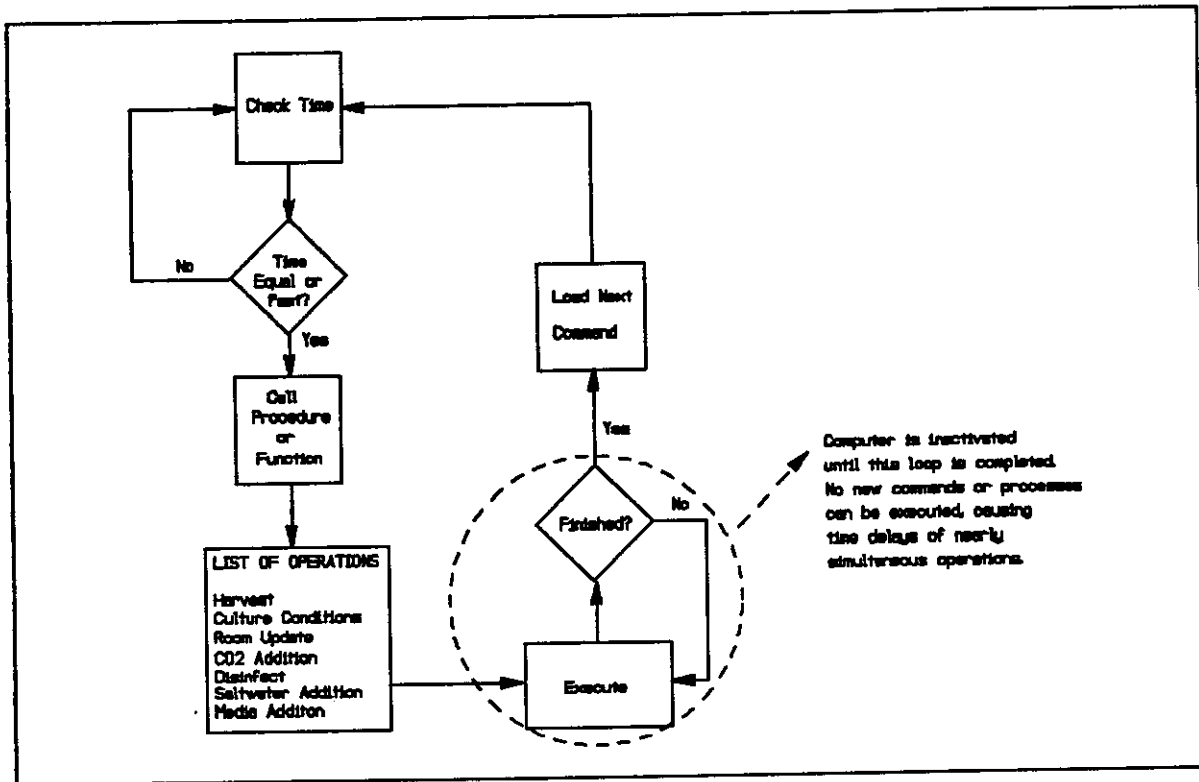 Check Time
No
Time
Equal or
Past?
Yes
Call
Procedure
or
Function
LIST OF OPERATIONS
Harvest
Culture Conditions
Room Update
CO2 Addition
Disinfect
Saltwater Addition
Media Additon
Load Next
Command
Yes
Finished?
No
Execute
Computer is inactivated
until this loop is completed.
No new commands or processes
can be executed, causing
time delays of nearly
simultaneous operations.